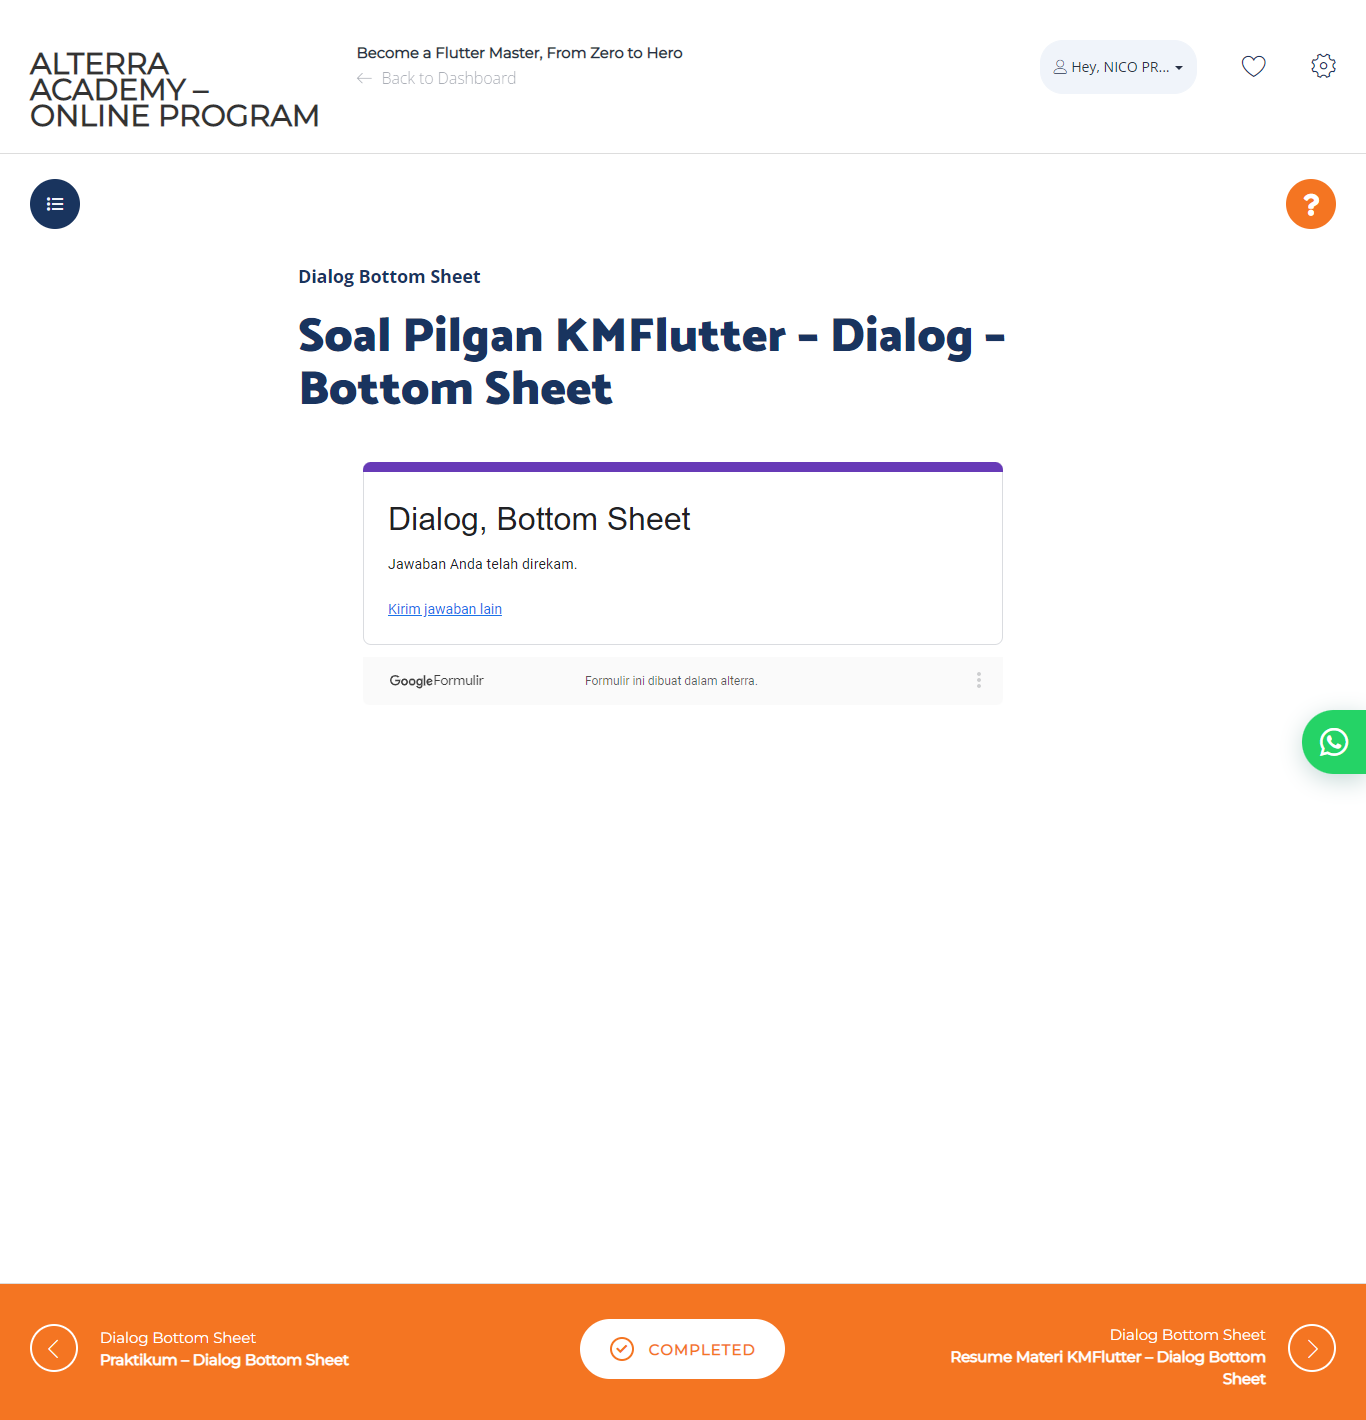 ALTERRA
ACADEMY –
ONLINE PROGRAM
Become a Flutter Master, From Zero to Hero
Back to Dashboard
Hey, NICO PR...
Dialog Bottom Sheet
Soal Pilgan KMFlutter – Dialog –
Bottom Sheet
Dialog, Bottom Sheet
Jawaban Anda telah direkam.
Kirim jawaban lain
Google Formulir
Formulir ini dibuat dalam alterra.
Dialog Bottom Sheet
Praktikum – Dialog Bottom Sheet
COMPLETED
Dialog Bottom Sheet
Resume Materi KMFlutter – Dialog Bottom
Sheet